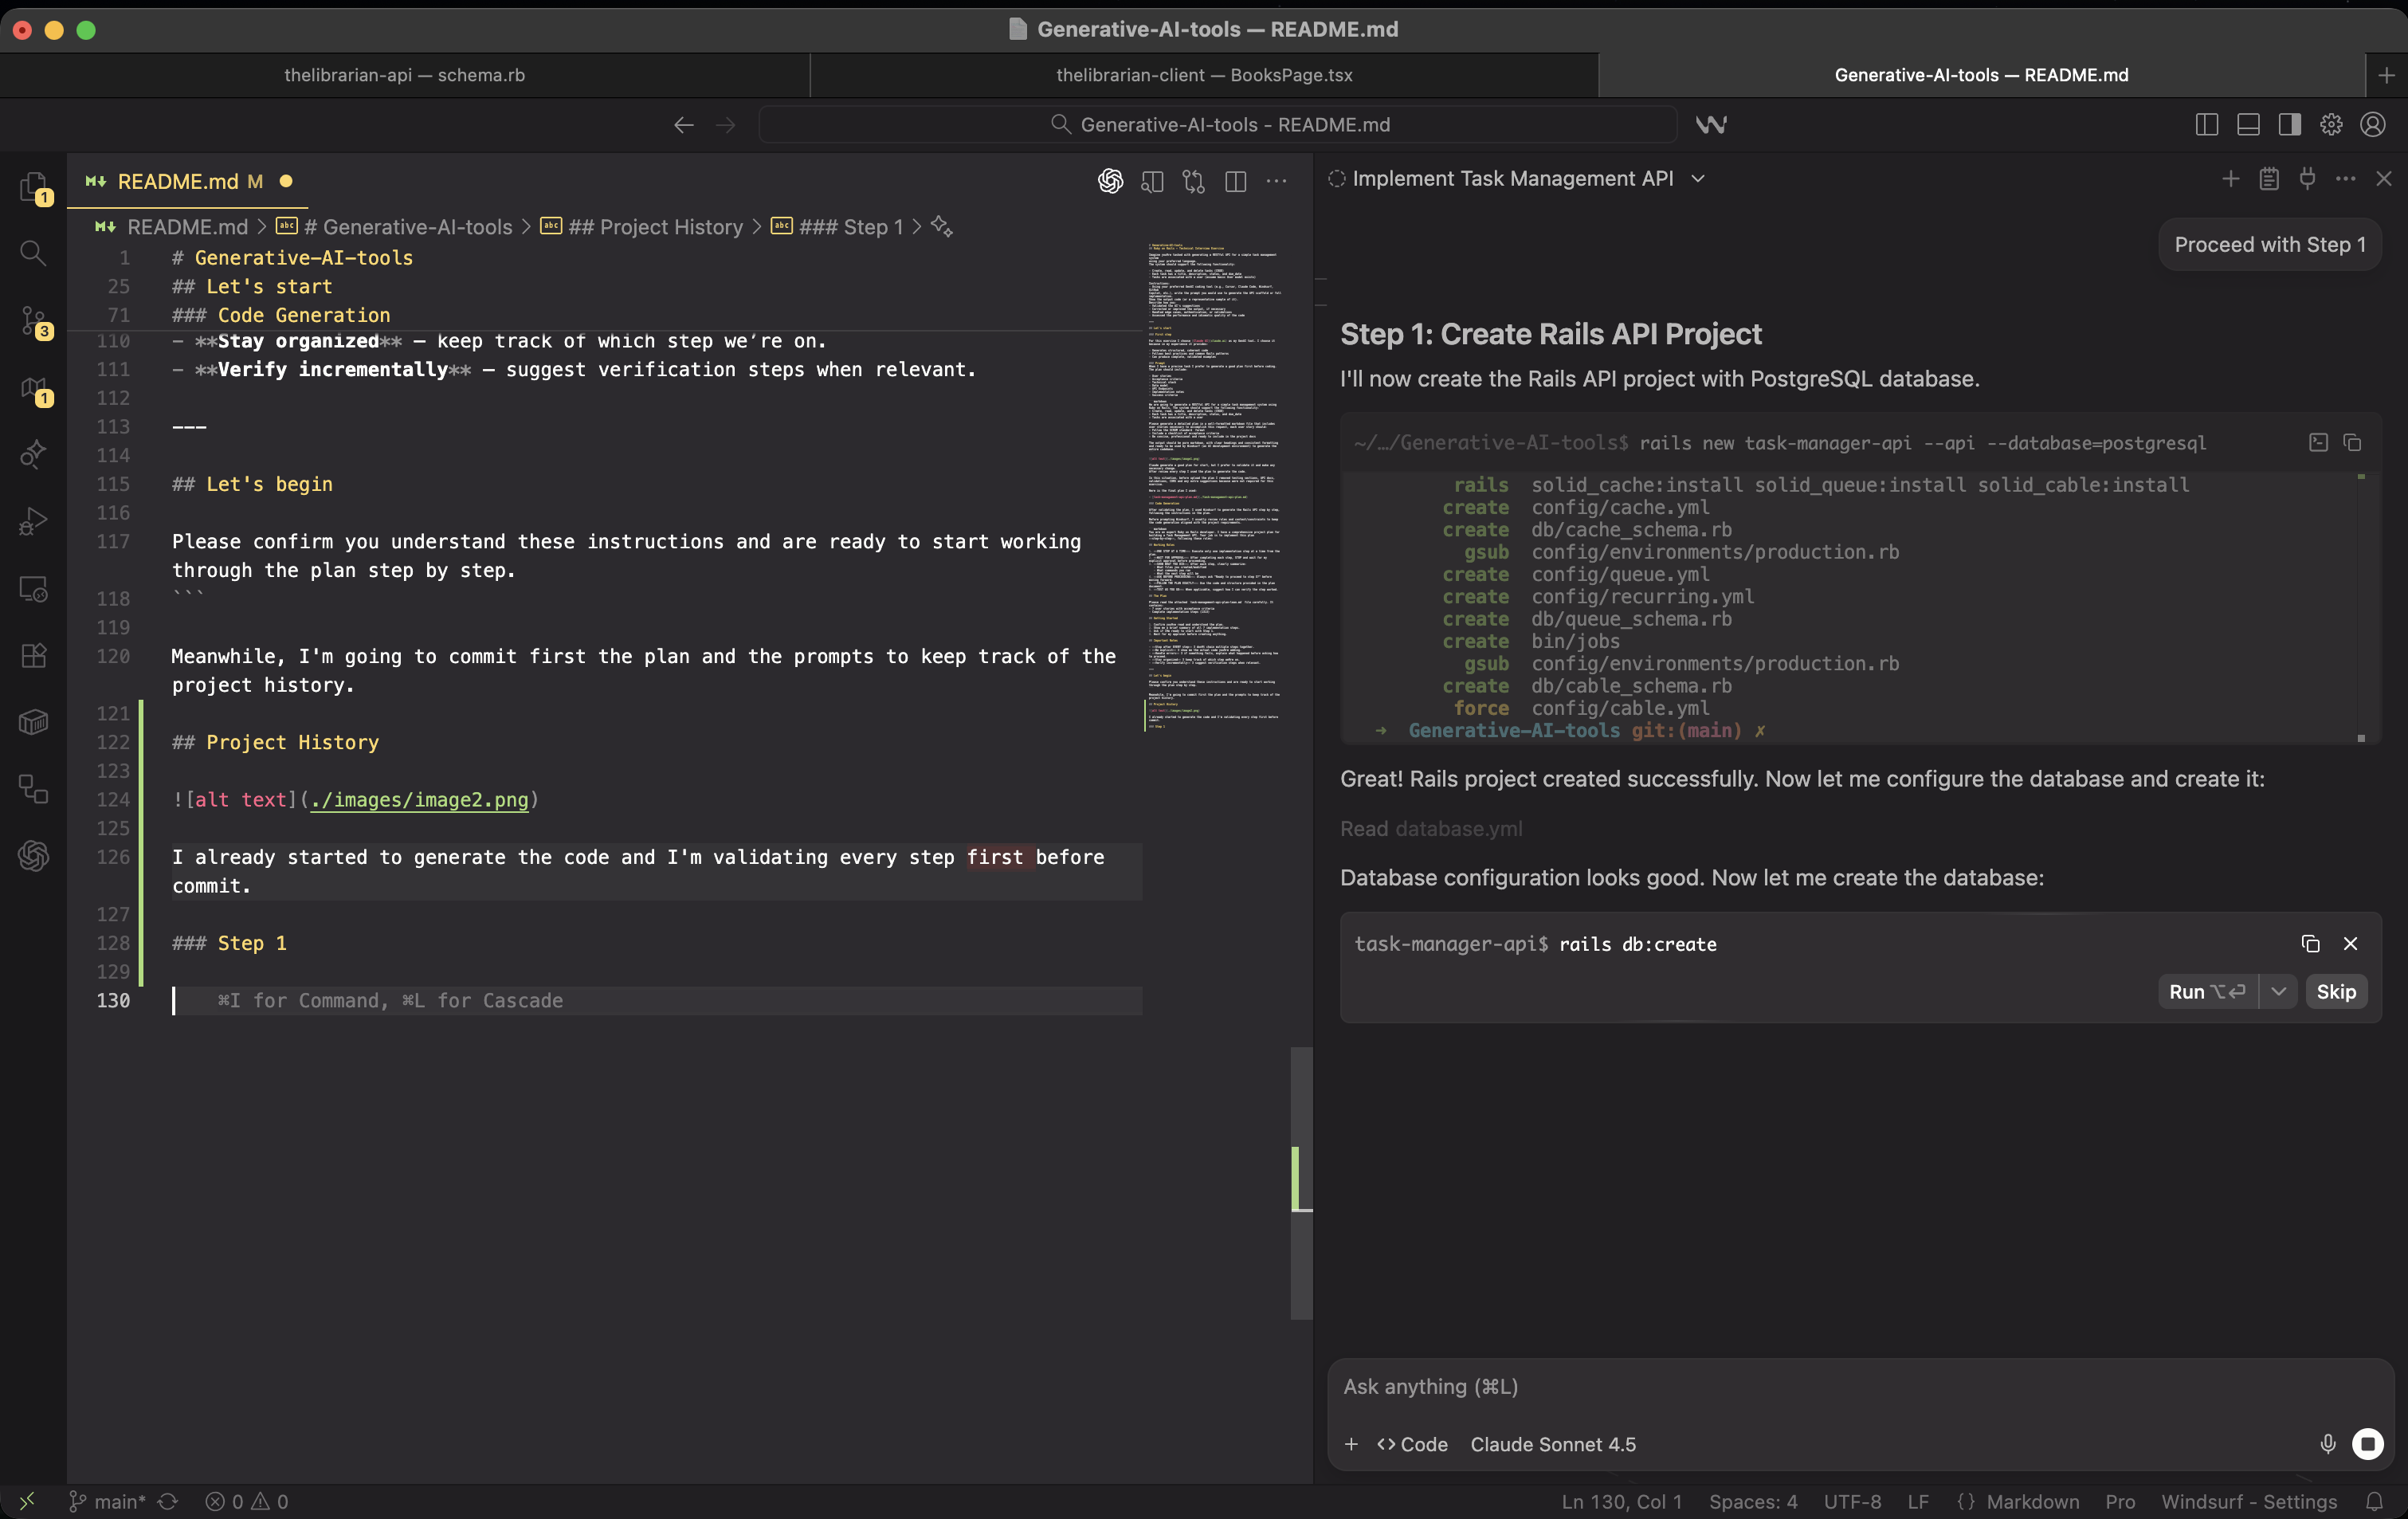 Generative-AI-tools — README.md
thelibrarian-api — schema.rb
thelibrarian-client — BooksPage.tsx
Generative-AI-tools — README.md
Generative-AI-tools - README.md
README.md M
README.md > # Generative-AI-tools > ## Project History > ### Step 1 >
1 # Generative-AI-tools
25 ## Let's start
71 ### Code Generation
110 - **Stay organized** — keep track of which step we're on.
111 - **Verify incrementally** — suggest verification steps when relevant.
112
113 ---
114
115 ## Let's begin
116
117 Please confirm you understand these instructions and are ready to start working
through the plan step by step.
118 ```
119
120 Meanwhile, I'm going to commit first the plan and the prompts to keep track of the
project history.
121
122 ## Project History
123
124 ![alt text](./images/image2.png)
125
126 I already started to generate the code and I'm validating every step first before
commit.
127
128 ### Step 1
129
130 ⌘I for Command, ⌘L for Cascade
1
3
1
Implement Task Management API
Proceed with Step 1
Step 1: Create Rails API Project
I'll now create the Rails API project with PostgreSQL database.
~/…/Generative-AI-tools$ rails new task-manager-api --api --database=postgresql
rails solid_cache:install solid_queue:install solid_cable:install
create config/cache.yml
create db/cache_schema.rb
gsub config/environments/production.rb
create config/queue.yml
create config/recurring.yml
create db/queue_schema.rb
create bin/jobs
gsub config/environments/production.rb
create db/cable_schema.rb
force config/cable.yml
➜ Generative-AI-tools git:(main) ✗
Great! Rails project created successfully. Now let me configure the database and create it:
Read database.yml
Database configuration looks good. Now let me create the database:
task-manager-api$ rails db:create
Run ⌥⏎
Skip
Ask anything (⌘L)
+ <> Code Claude Sonnet 4.5
main* 0 0
Ln 130, Col 1 Spaces: 4 UTF-8 LF {} Markdown Pro Windsurf - Settings